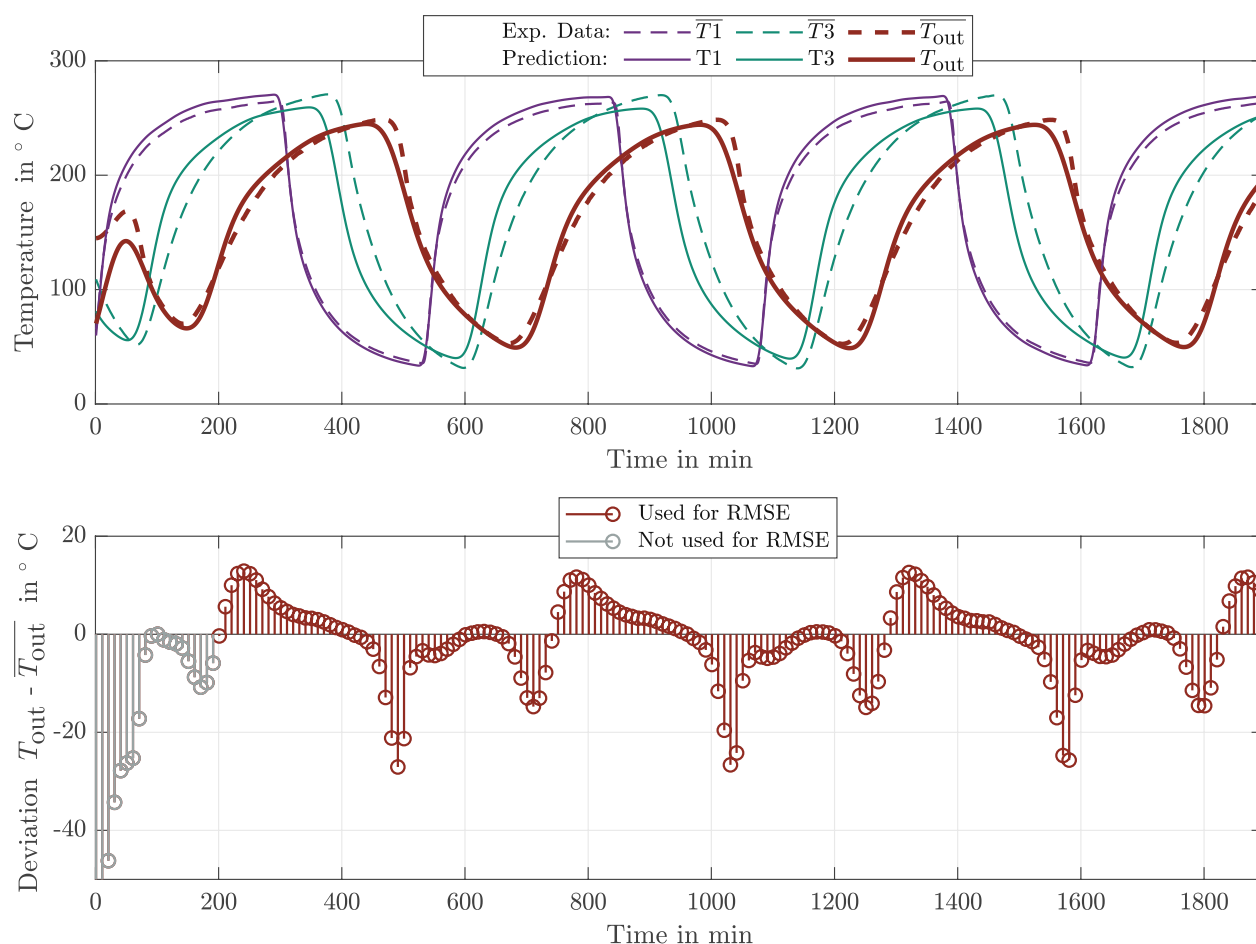 Exp. Data: T1 T3 Tout
Prediction: T1 T3 Tout
300
200
100
0
Temperature in ° C
0 200 400 600 800 1000 1200 1400 1600 1800
Time in min
Used for RMSE
Not used for RMSE
20
0
-20
-40
Deviation Tout - Tout in ° C
0 200 400 600 800 1000 1200 1400 1600 1800
Time in min